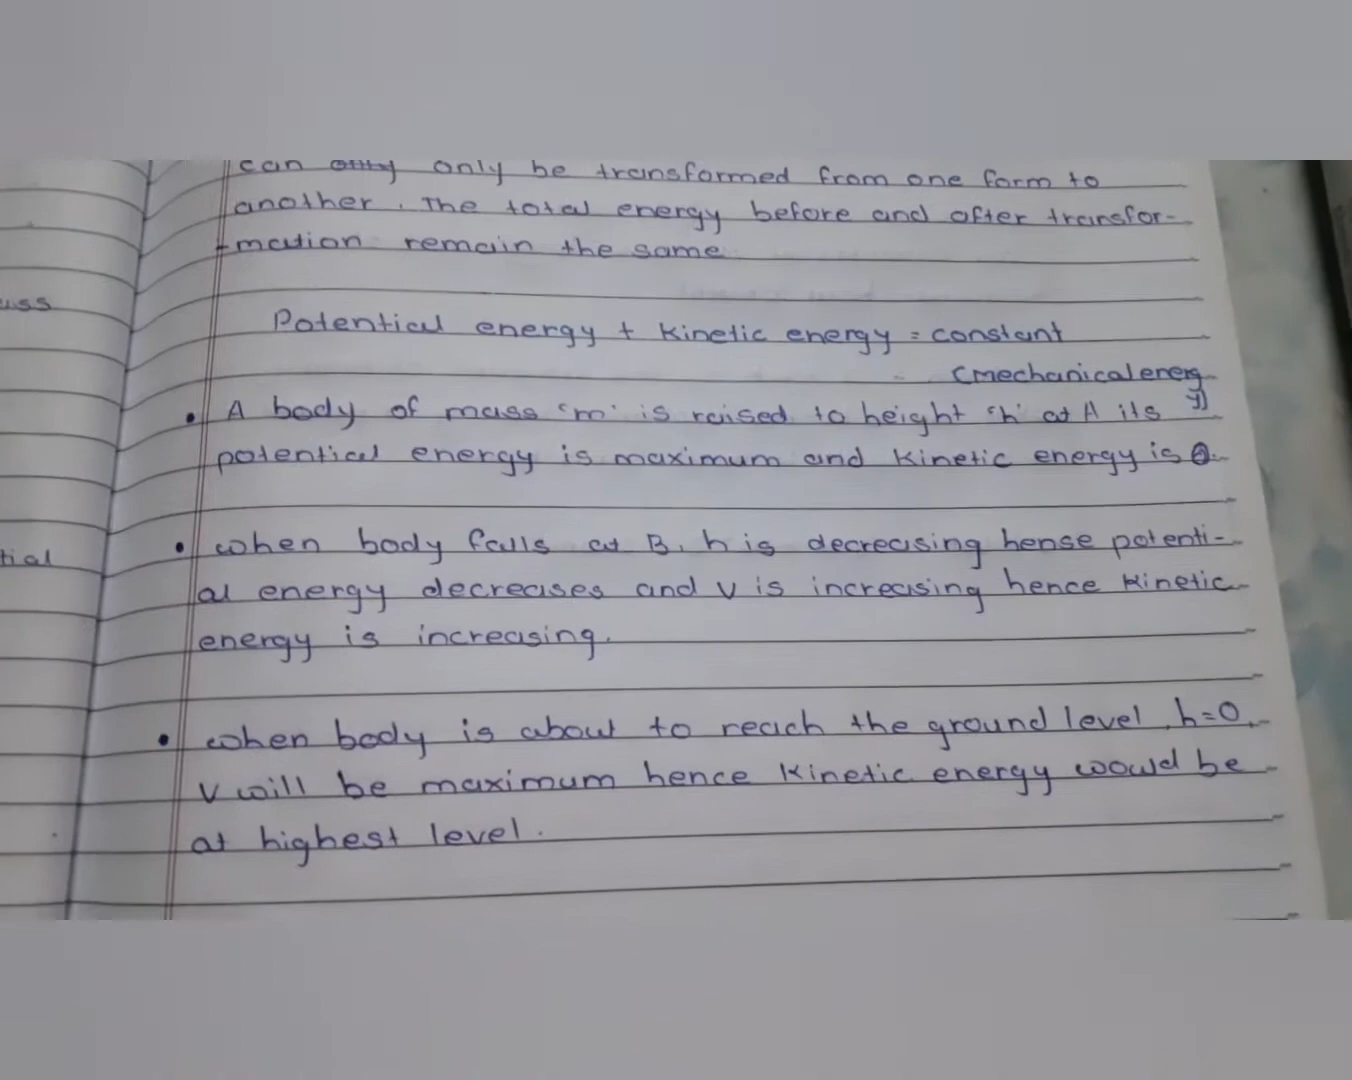 can only only be transformed from one form to
another. The total energy before and after transfor-
-mation remain the same
uss
Potential energy + Kinetic energy = constant
(mechanical energ
y)
• A body of mass 'm' is raised to height 'h' at A its
potential energy is maximum and Kinetic energy is 0.
• when body falls at B, h is decreasing hense potenti-
tial
al energy decreases and v is increasing hence Kinetic
energy is increasing.
• when body is about to reach the ground level, h=0,
v will be maximum hence Kinetic energy would be
at highest level.